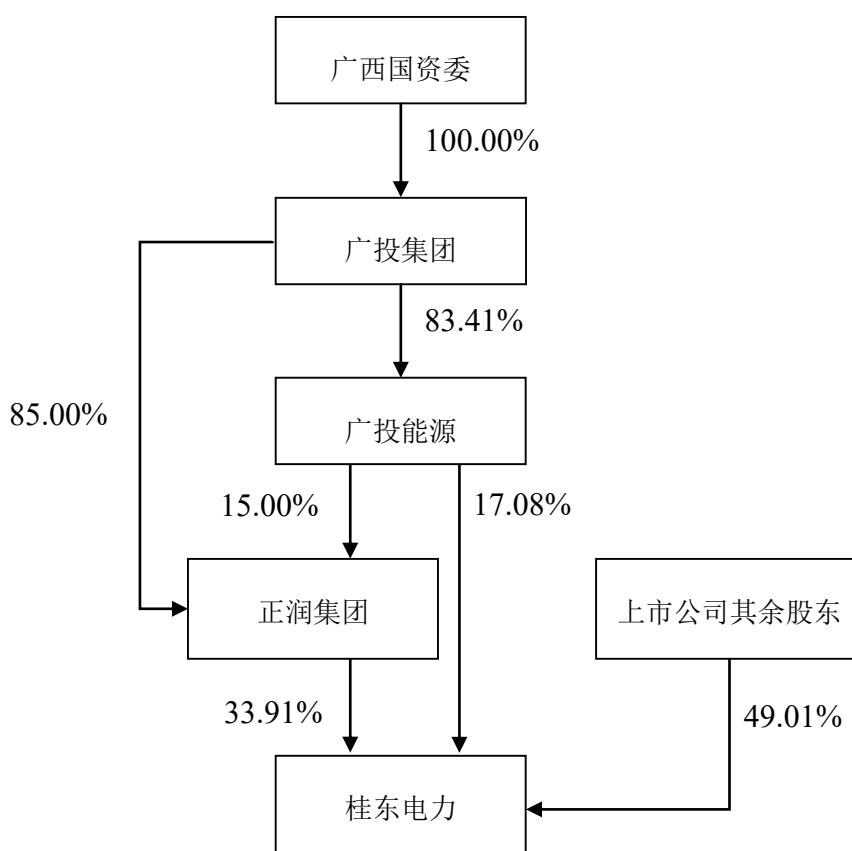 广西国资委
100.00%
广投集团
83.41%
85.00%
广投能源
15.00%
17.08%
正润集团
上市公司其余股东
33.91%
49.01%
桂东电力